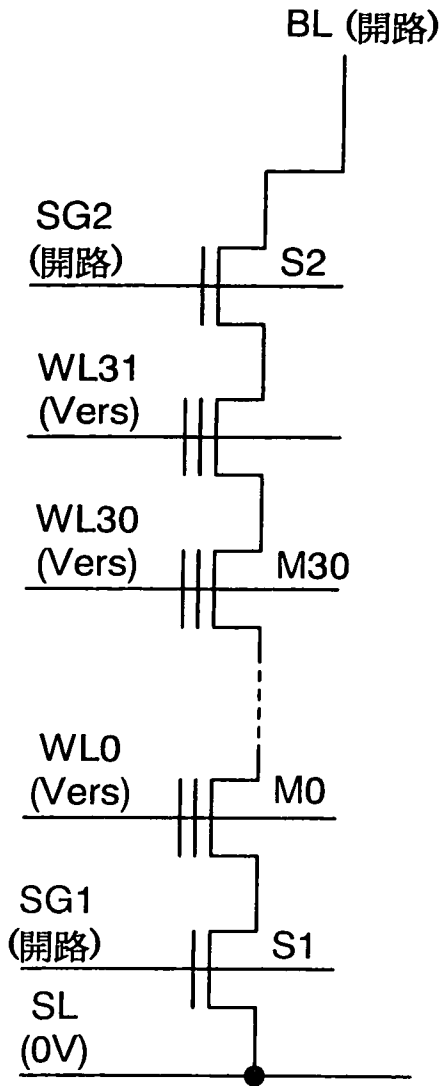 BL (開路)
SG2
(開路)
S2
WL31
(Vers)
WL30
(Vers)
M30
WL0
(Vers)
M0
SG1
(開路)
S1
SL
(0V)